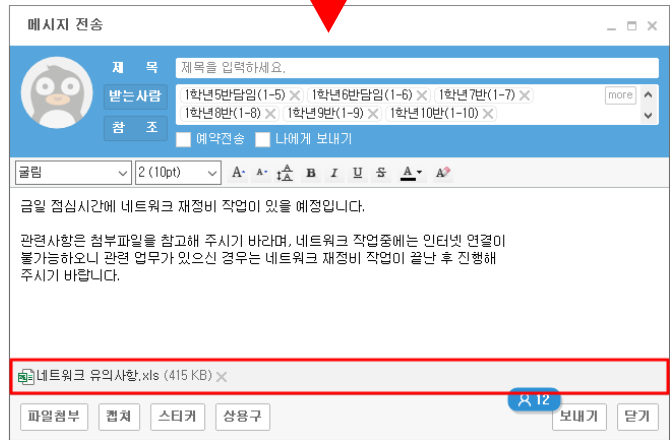 메시지 전송
제 목 제목을 입력하세요.
받는사람 1학년5반담임(1-5) 1학년6반담임(1-6) 1학년7반(1-7) more
1학년8반(1-8) 1학년9반(1-9) 1학년10반(1-10)
참 조
예약전송 나에게 보내기
굴림 2 (10pt) A A A B I U S A A
금일 점심시간에 네트워크 재정비 작업이 있을 예정입니다.
관련사항은 첨부파일을 참고해 주시기 바라며, 네트워크 작업중에는 인터넷 연결이
불가능하오니 관련 업무가 있으신 경우는 네트워크 재정비 작업이 끝난 후 진행해
주시기 바랍니다.
네트워크 유의사항.xls (415 KB)
12
파일첨부 캡쳐 스티커 상용구 보내기 닫기